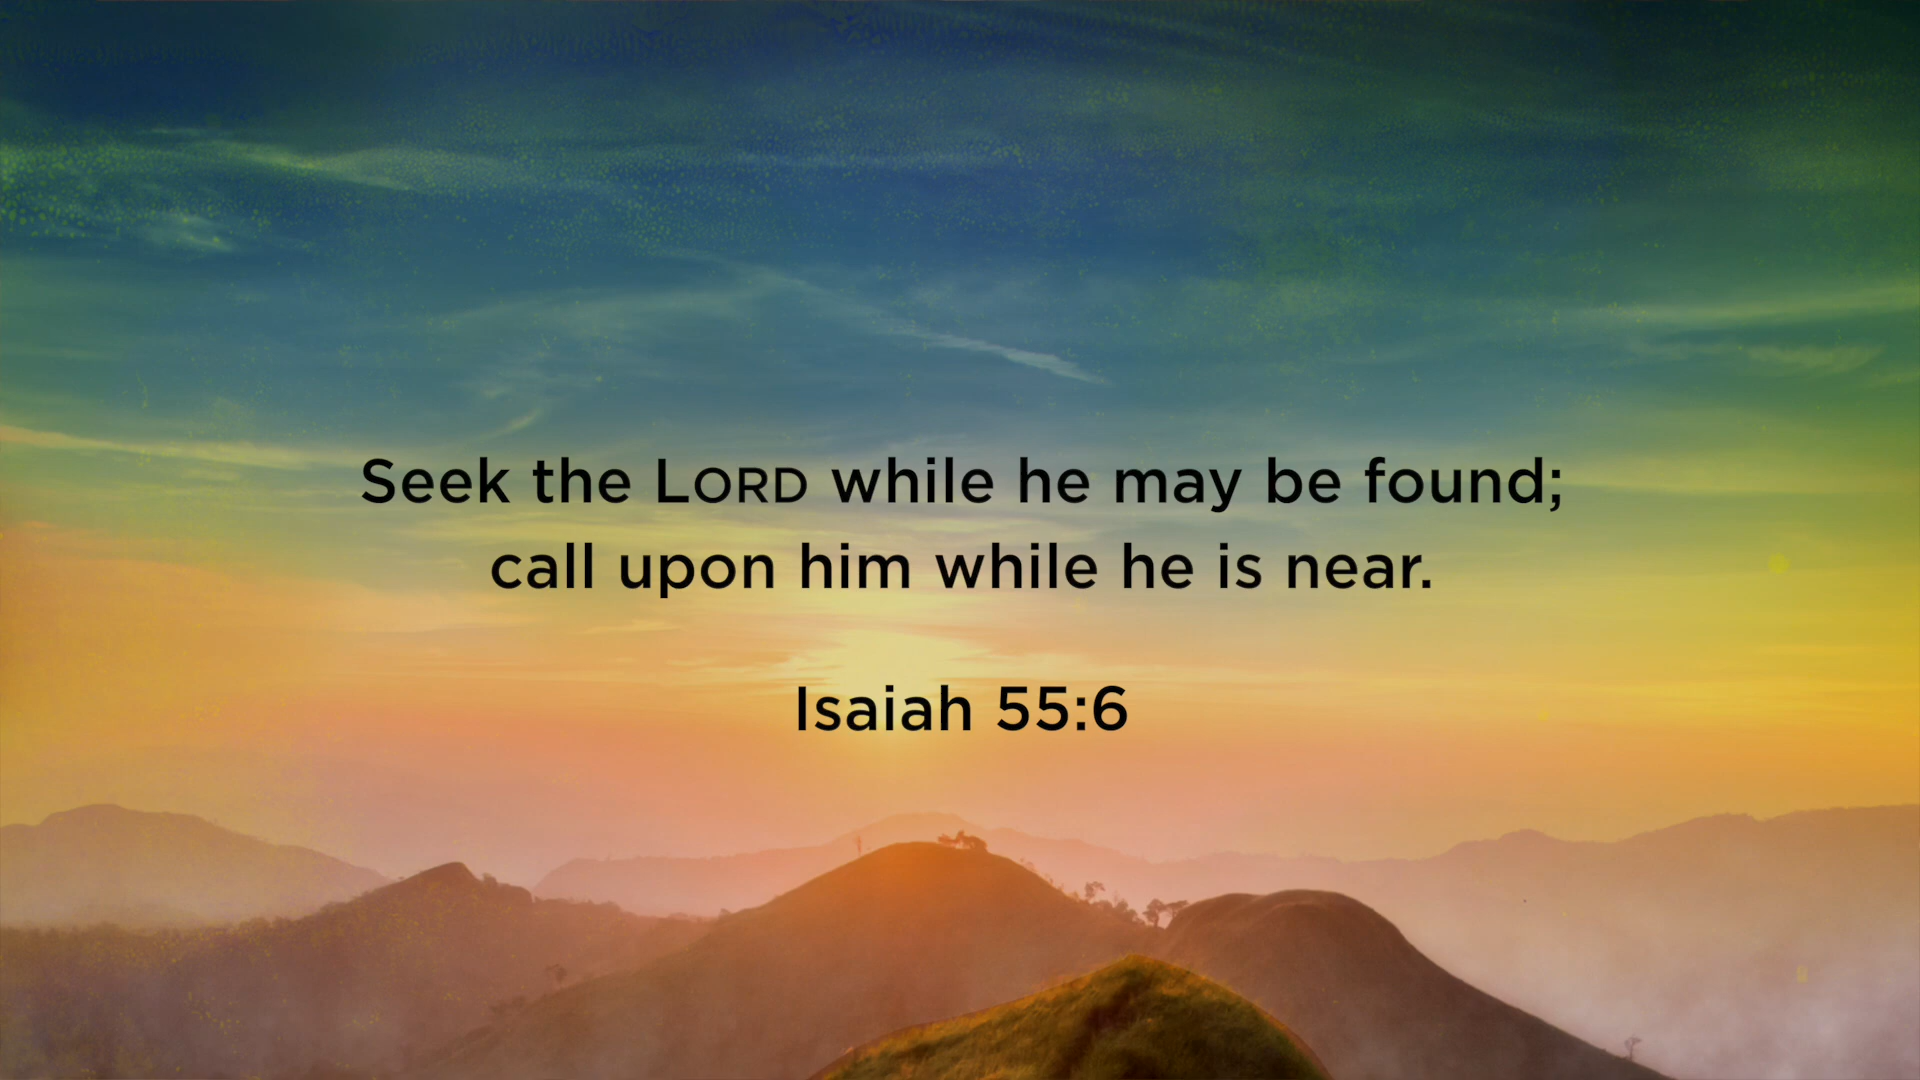 Seek the LORD while he may be found;
call upon him while he is near.
Isaiah 55:6